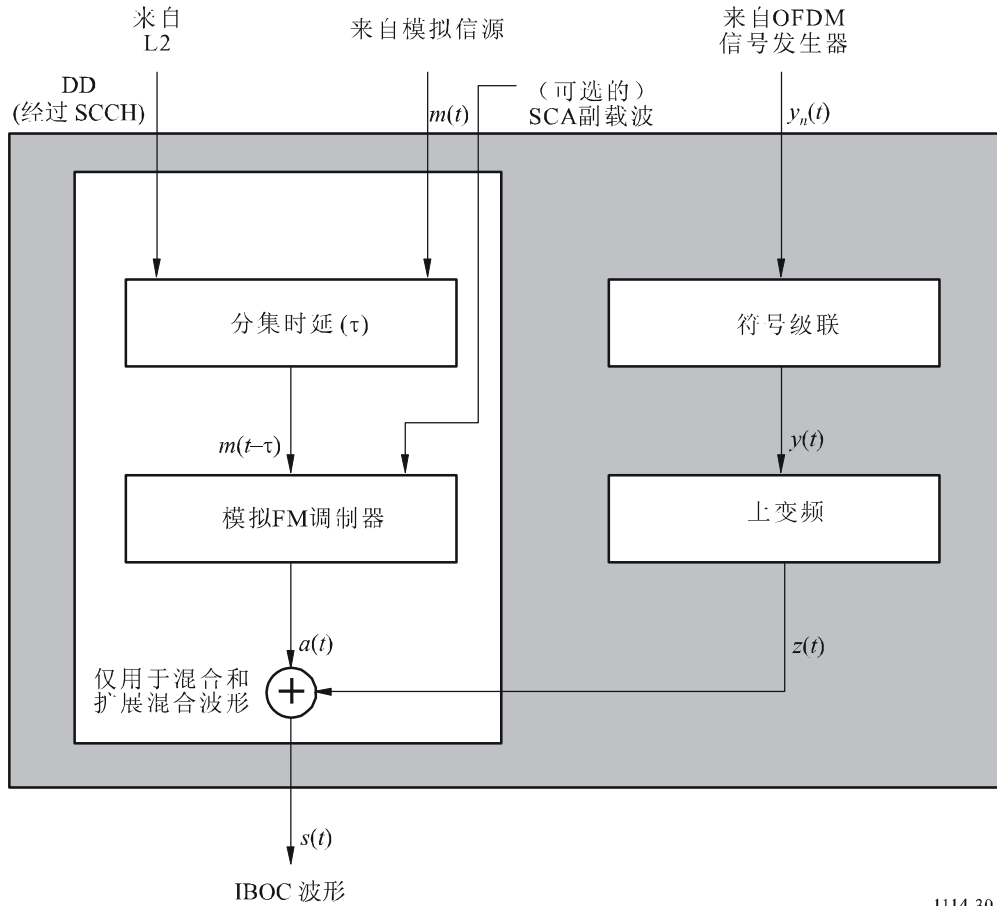 来自
L2
来自模拟信源
来自OFDM
信号发生器
DD
(经过 SCCH)
m(t)
（可选的）
SCA副载波
yn(t)
分集时延(τ)
符号级联
m(t–τ)
y(t)
模拟FM调制器
上变频
a(t)
z(t)
仅用于混合和
扩展混合波形
s(t)
IBOC 波形
1114-30